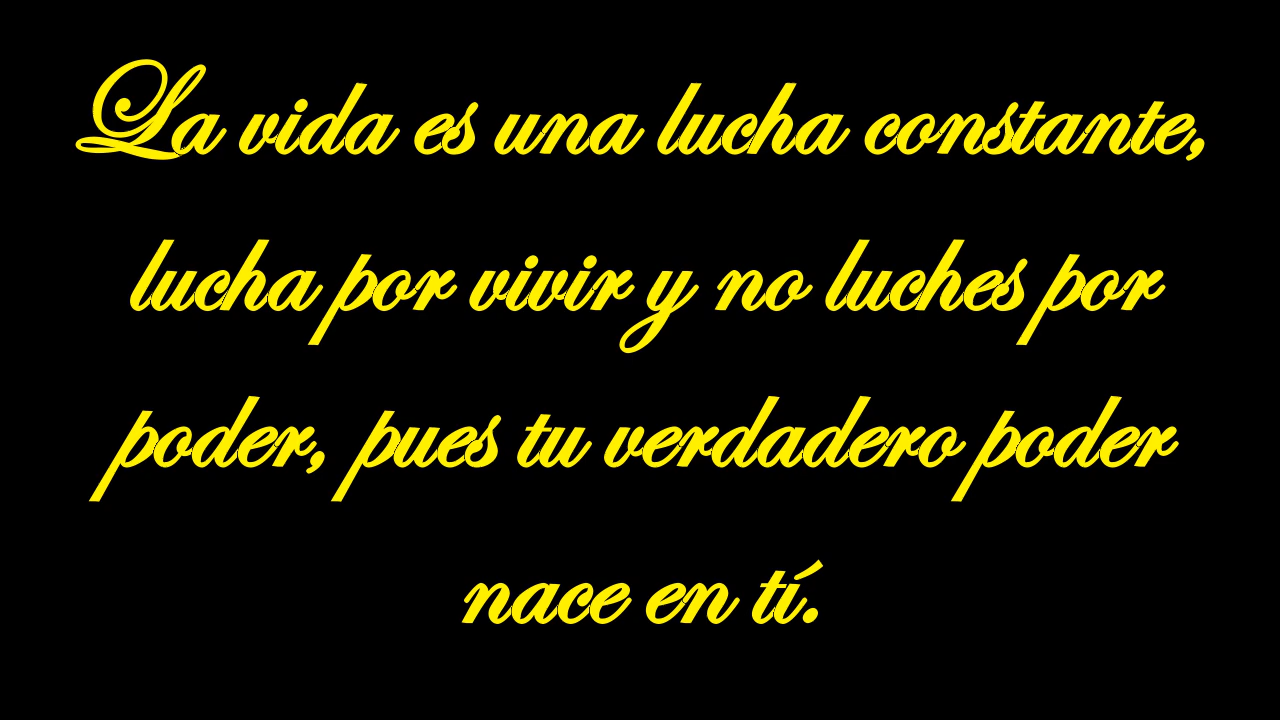 La vida es una lucha constante,
lucha por vivir y no luches por
poder, pues tu verdadero poder
nace en tí.